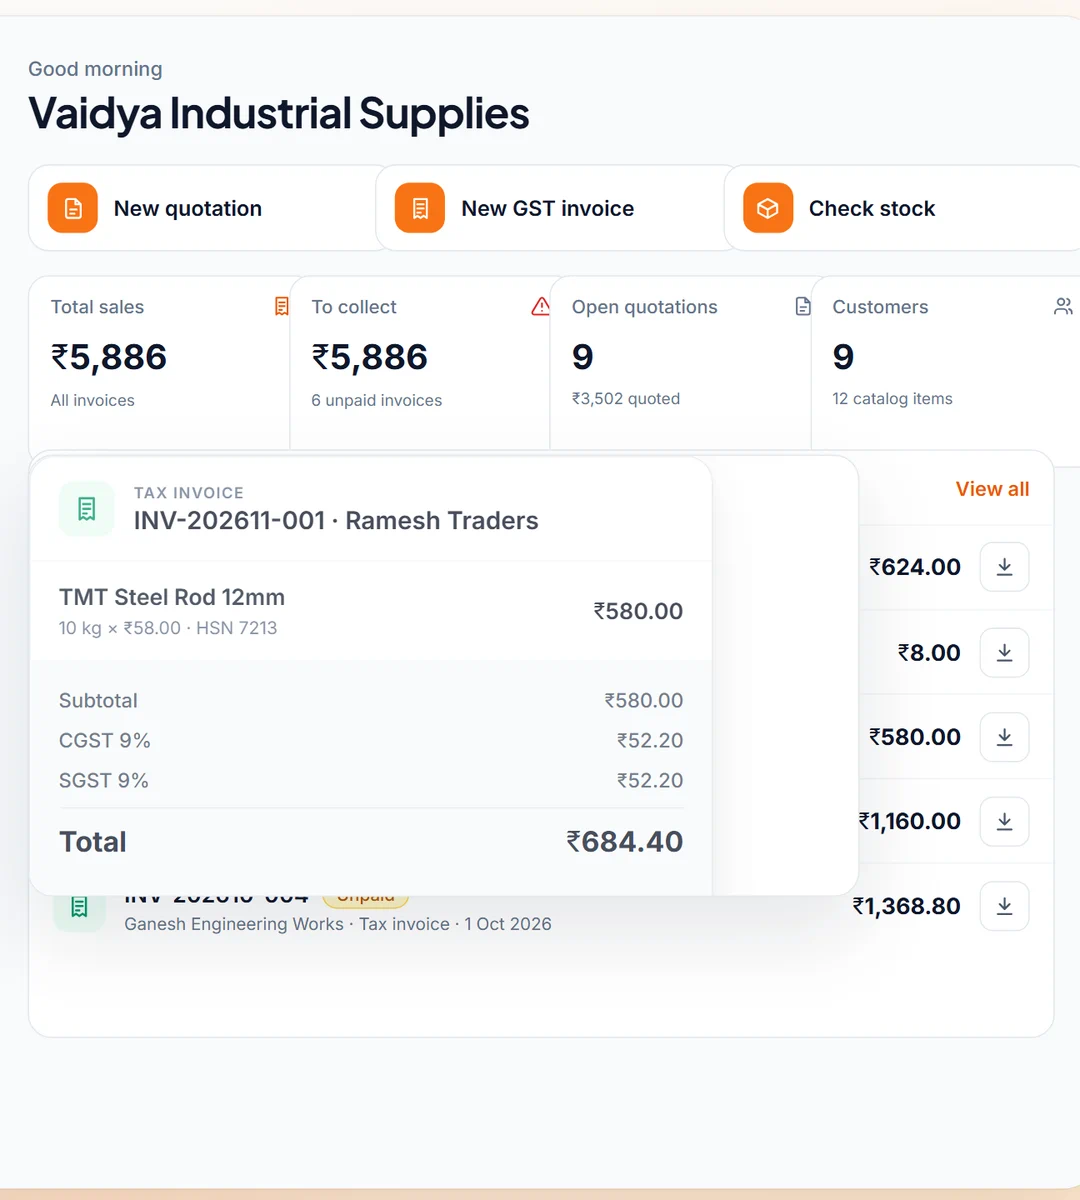 Good morning
Vaidya Industrial Supplies
New quotation
New GST invoice
Check stock
Total sales
₹5,886
All invoices
To collect
₹5,886
6 unpaid invoices
Open quotations
9
₹3,502 quoted
Customers
9
12 catalog items
View all
TAX INVOICE
INV-202611-001 · Ramesh Traders
TMT Steel Rod 12mm
10 kg × ₹58.00 · HSN 7213
₹580.00
Subtotal ₹580.00
CGST 9% ₹52.20
SGST 9% ₹52.20
Total ₹684.40
₹624.00
₹8.00
₹580.00
₹1,160.00
Unpaid
Ganesh Engineering Works · Tax invoice · 1 Oct 2026
₹1,368.80